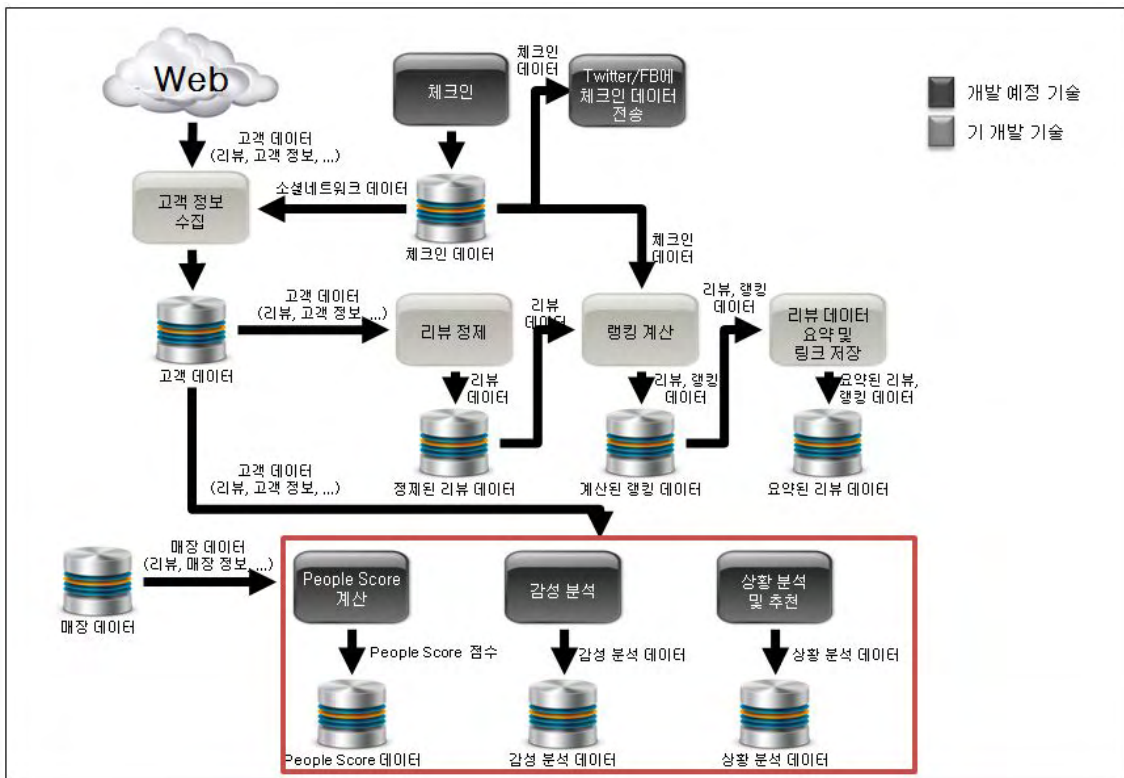 Web
체크인
체크인
데이터
Twitter/FB에
체크인 데이터
전송
개발 예정 기술
기 개발 기술
고객 데이터
(리뷰, 고객 정보, ...)
고객 정보
수집
소셜네트워크 데이터
체크인 데이터
체크인
데이터
고객 데이터
(리뷰, 고객 정보, ...)
고객 데이터
리뷰 정제
리뷰
데이터
랭킹 계산
리뷰, 랭킹
데이터
리뷰 데이터
요약 및
링크 저장
리뷰
데이터
리뷰, 랭킹
데이터
요약된 리뷰,
랭킹 데이터
정제된 리뷰 데이터
계산된 랭킹 데이터
요약된 리뷰 데이터
고객 데이터
(리뷰, 고객 정보, ...)
매장 데이터
(리뷰, 매장 정보, ...)
매장 데이터
People Score
계산
감성 분석
상황 분석
및 추천
People Score 점수
감성 분석 데이터
상황 분석 데이터
People Score 데이터
감성 분석 데이터
상황 분석 데이터